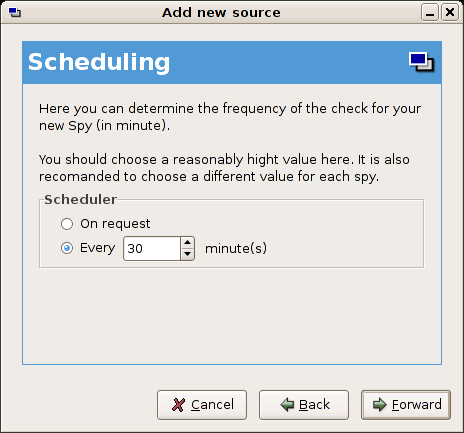 Add new source
Scheduling
Here you can determine the frequency of the check for your
new Spy (in minute).
You should choose a reasonably hight value here. It is also
recomanded to choose a different value for each spy.
Scheduler
On request
Every 30 minute(s)
Cancel Back Forward